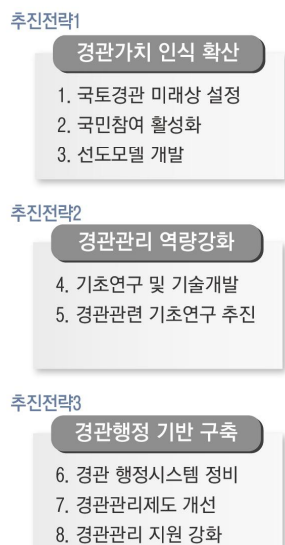 추진전략1
경관가치 인식 확산
1. 국토경관 미래상 설정
2. 국민참여 활성화
3. 선도모델 개발
추진전략2
경관관리 역량강화
4. 기초연구 및 기술개발
5. 경관관련 기초연구 추진
추진전략3
경관행정 기반 구축
6. 경관 행정시스템 정비
7. 경관관리제도 개선
8. 경관관리 지원 강화